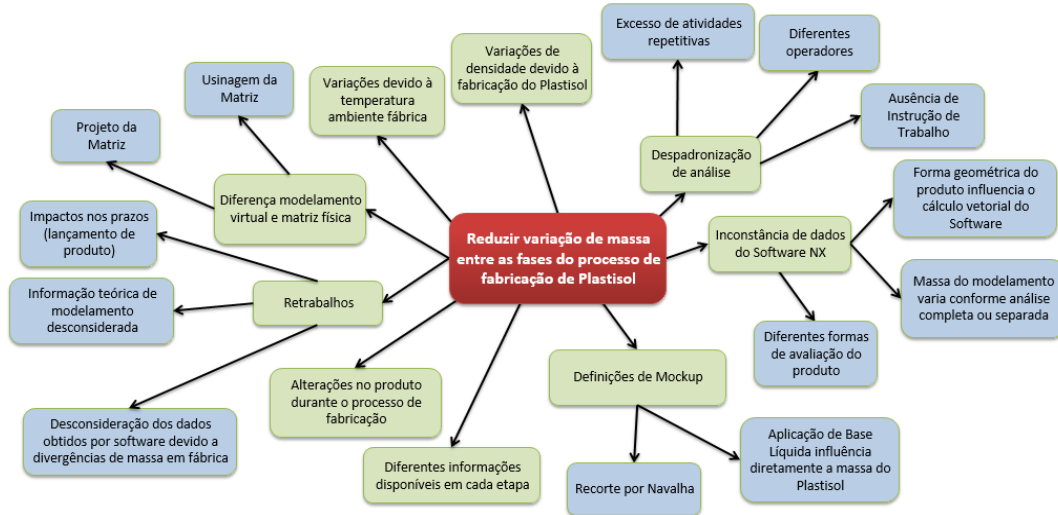 Excesso de atividades
repetitivas
Diferentes
operadores
Variações de
densidade devido à
fabricação do Plastisol
Usinagem da
Matriz
Variações devido à
temperatura
ambiente fábrica
Ausência de
Instrução de
Trabalho
Projeto da
Matriz
Despadronização
de análise
Diferença modelamento
virtual e matriz física
Forma geométrica do
produto influencia o
cálculo vetorial do
Software
Impactos nos prazos
(lançamento de
produto)
Reduzir variação de massa
entre as fases do processo de
fabricação de Plastisol
Inconstância de dados
do Software NX
Informação teórica de
modelamento
desconsiderada
Retrabalhos
Massa do modelamento
varia conforme análise
completa ou separada
Diferentes formas
de avaliação do
produto
Definições de Mockup
Alterações no produto
durante o processo de
fabricação
Desconsideração dos dados
obtidos por software devido a
divergências de massa em fábrica
Diferentes informações
disponíveis em cada etapa
Recorte por Navalha
Aplicação de Base
Líquida influência
diretamente a massa do
Plastisol